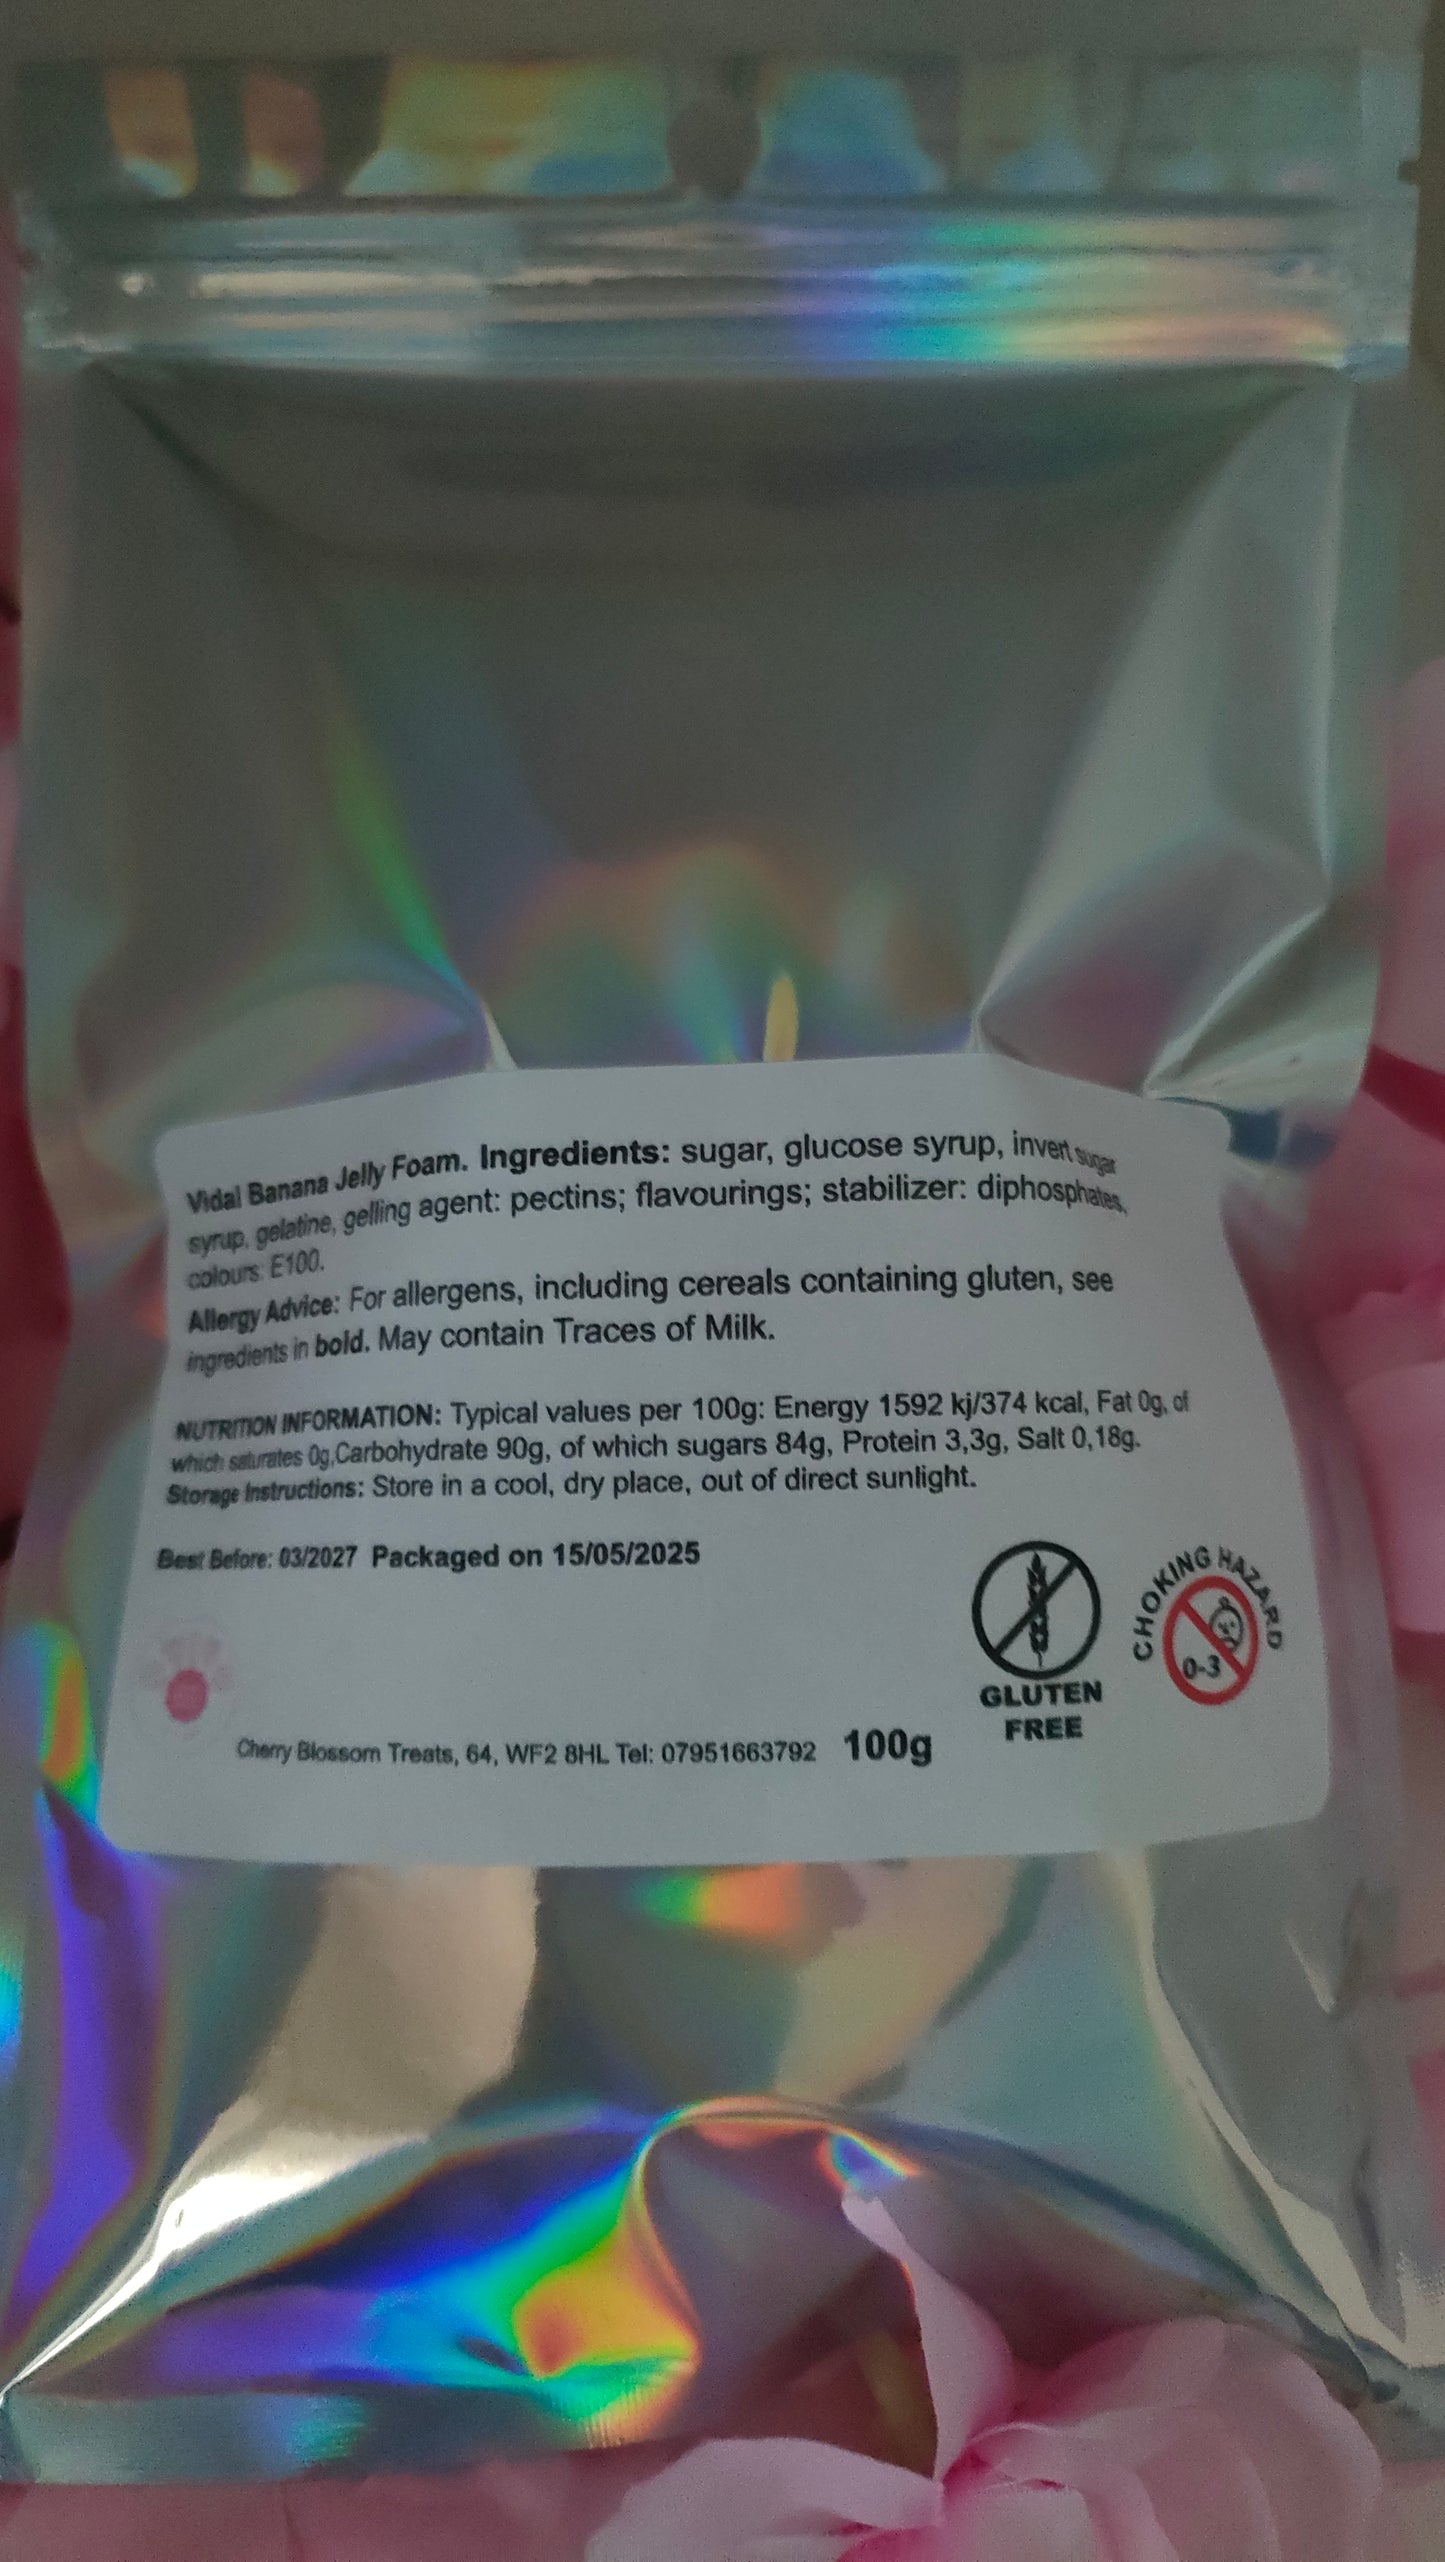 Vidal Banana Jelly Foam. Ingredients: sugar, glucose syrup, invert sugar
syrup, gelatine, gelling agent: pectins; flavourings; stabilizer: diphosphates,
colours: E100.
Allergy Advice: For allergens, including cereals containing gluten, see
ingredients in bold. May contain Traces of Milk.
NUTRITION INFORMATION: Typical values per 100g: Energy 1592 kj/374 kcal, Fat 0g, of
which saturates 0g,Carbohydrate 90g, of which sugars 84g, Protein 3,3g, Salt 0,18g.
Storage Instructions: Store in a cool, dry place, out of direct sunlight.
Best Before: 03/2027 Packaged on 15/05/2025
CHOKING HAZARD
0-3
GLUTEN
FREE
Cherry Blossom Treats, 64, WF2 8HL Tel: 07951663792 100g